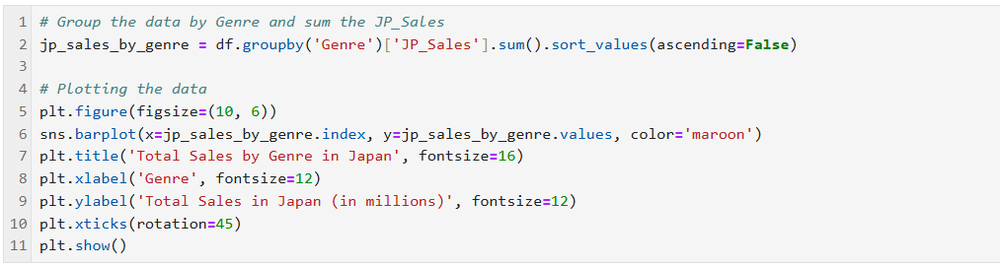 1 # Group the data by Genre and sum the JP_Sales
2 jp_sales_by_genre = df.groupby('Genre')['JP_Sales'].sum().sort_values(ascending=False)
3
4 # Plotting the data
5 plt.figure(figsize=(10, 6))
6 sns.barplot(x=jp_sales_by_genre.index, y=jp_sales_by_genre.values, color='maroon')
7 plt.title('Total Sales by Genre in Japan', fontsize=16)
8 plt.xlabel('Genre', fontsize=12)
9 plt.ylabel('Total Sales in Japan (in millions)', fontsize=12)
10 plt.xticks(rotation=45)
11 plt.show()